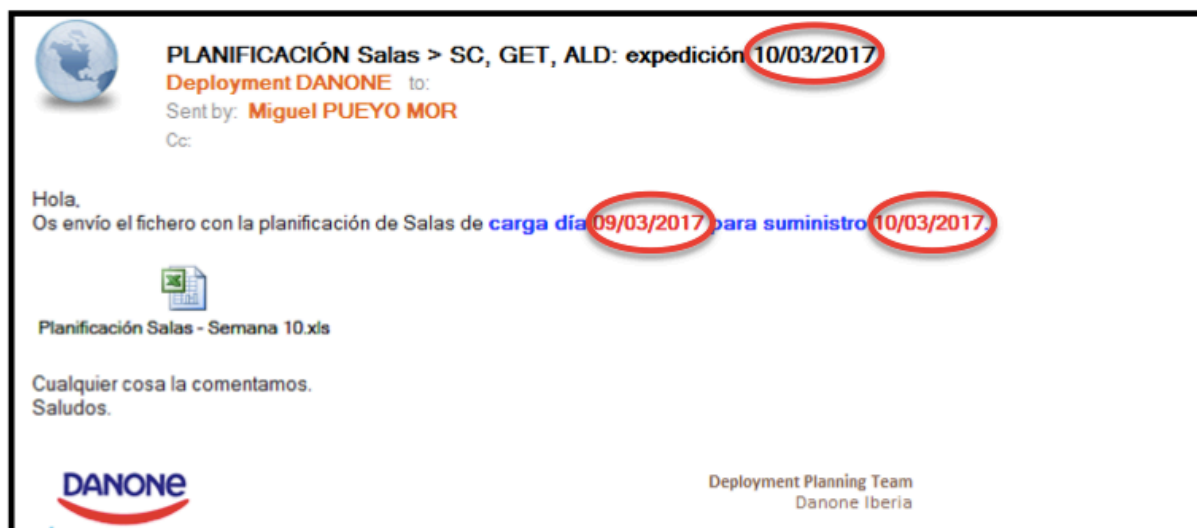 PLANIFICACIÓN Salas > SC, GET, ALD: expedición 10/03/2017
Deployment DANONE to:
Sent by: Miguel PUEYO MOR
Cc:
Hola,
Os envío el fichero con la planificación de Salas de carga día 09/03/2017 para suministro 10/03/2017.
Planificación Salas - Semana 10.xls
Cualquier cosa la comentamos.
Saludos.
DANONE
Deployment Planning Team
Danone Iberia